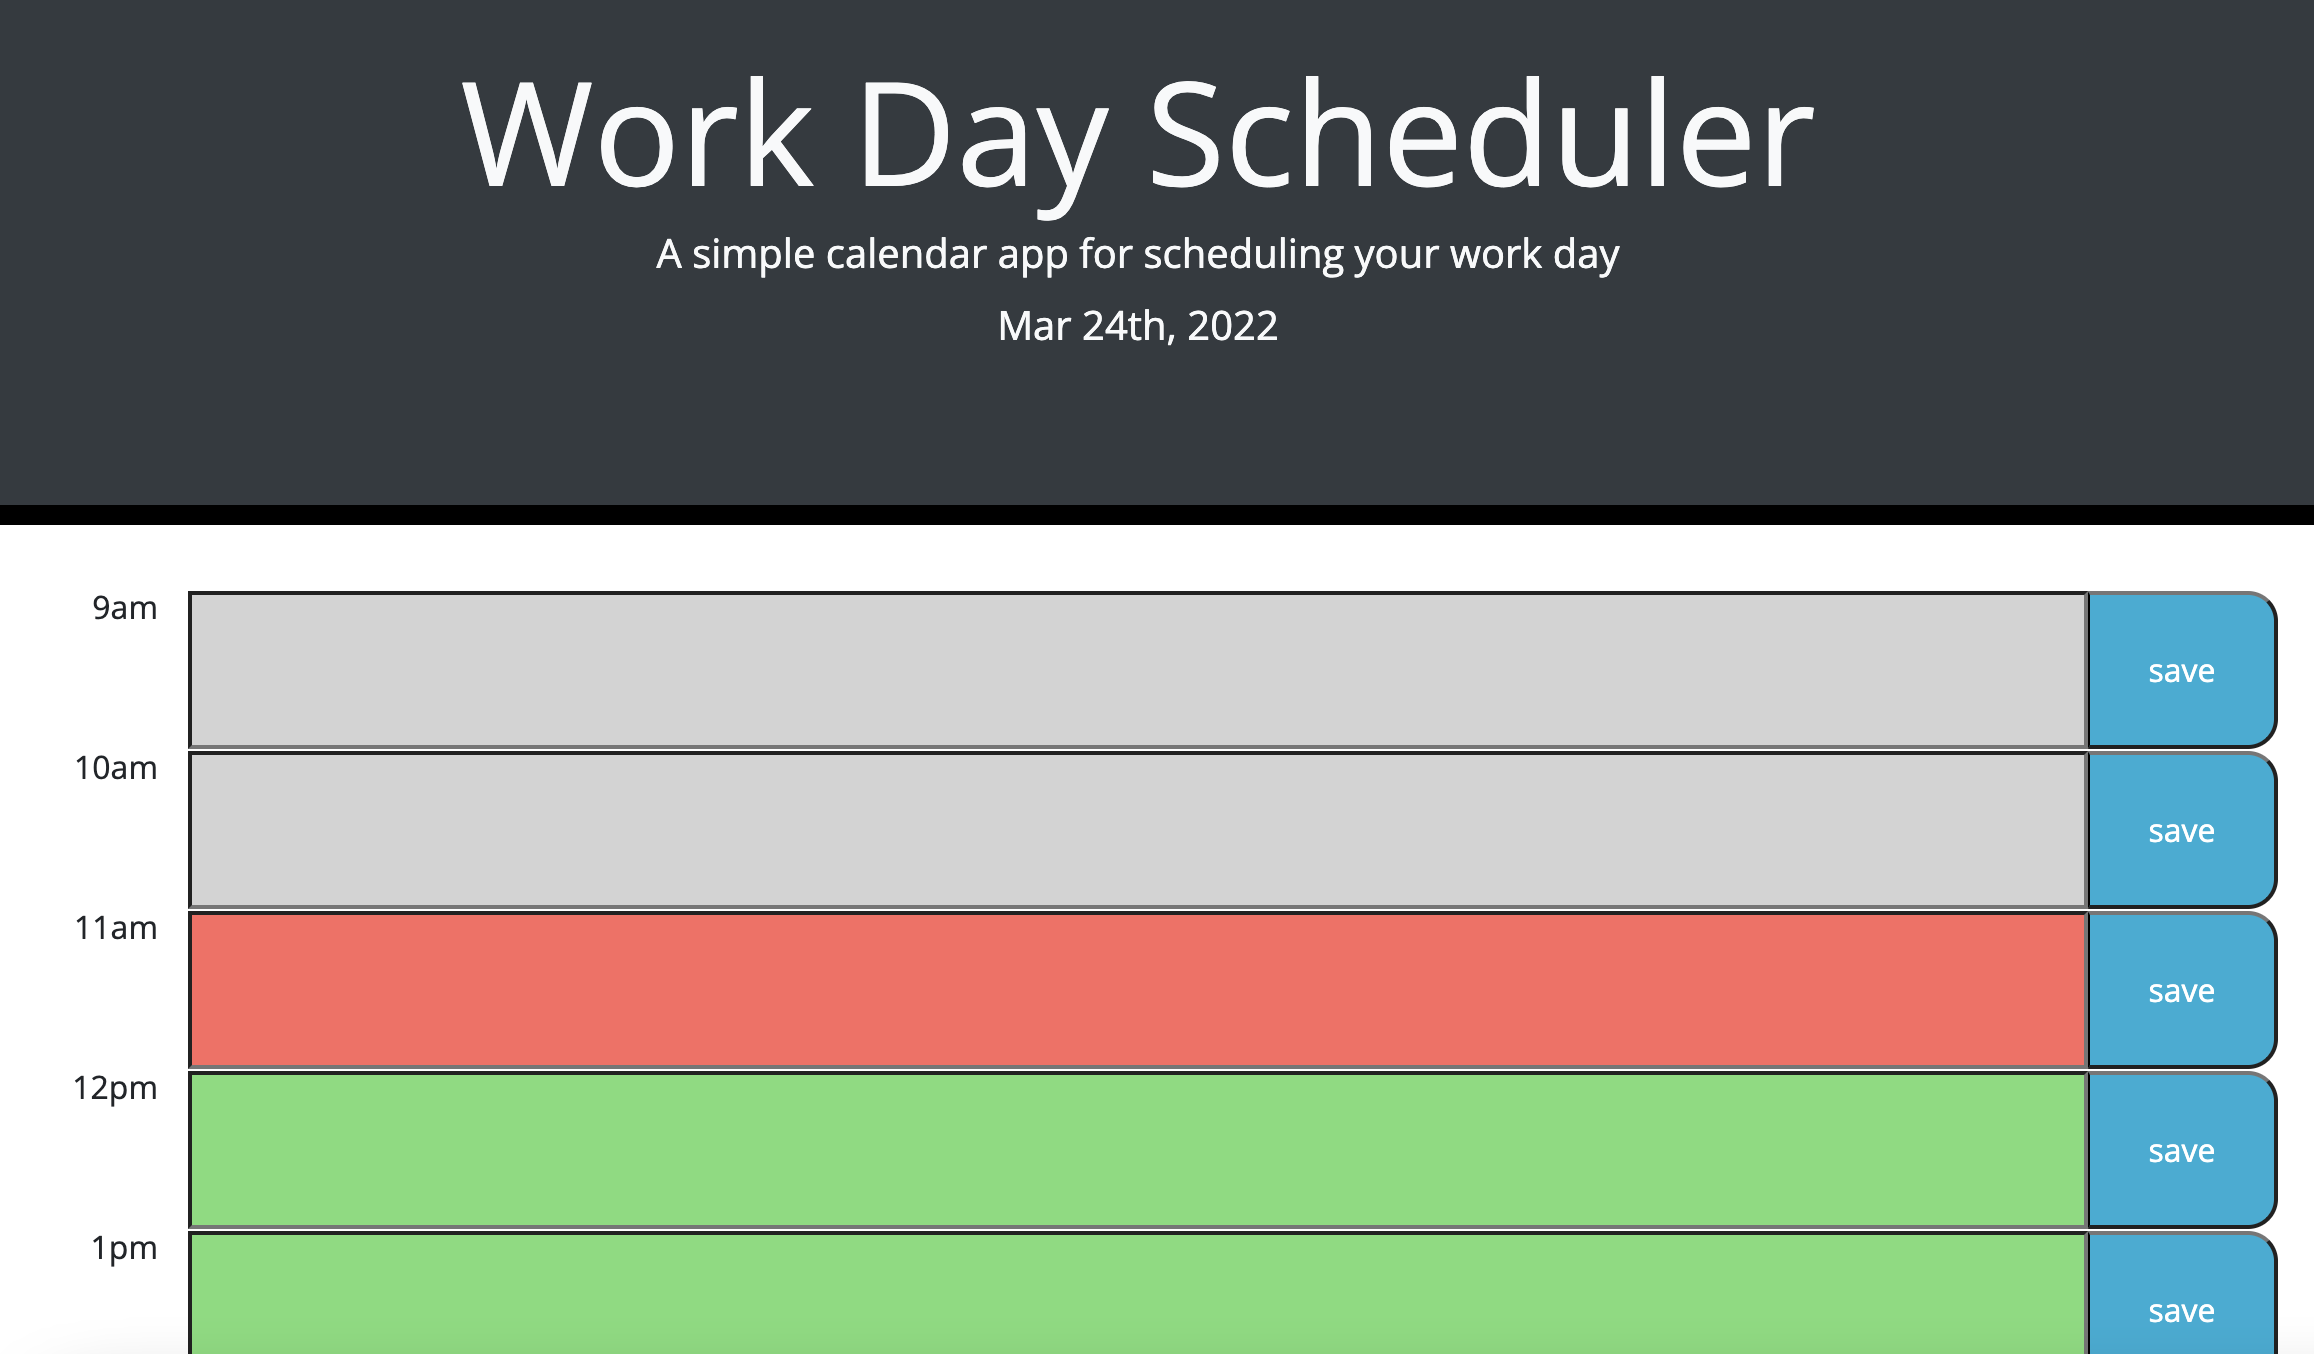 Work Day Scheduler
A simple calendar app for scheduling your work day
Mar 24th, 2022
9am save
10am save
11am save
12pm save
1pm save